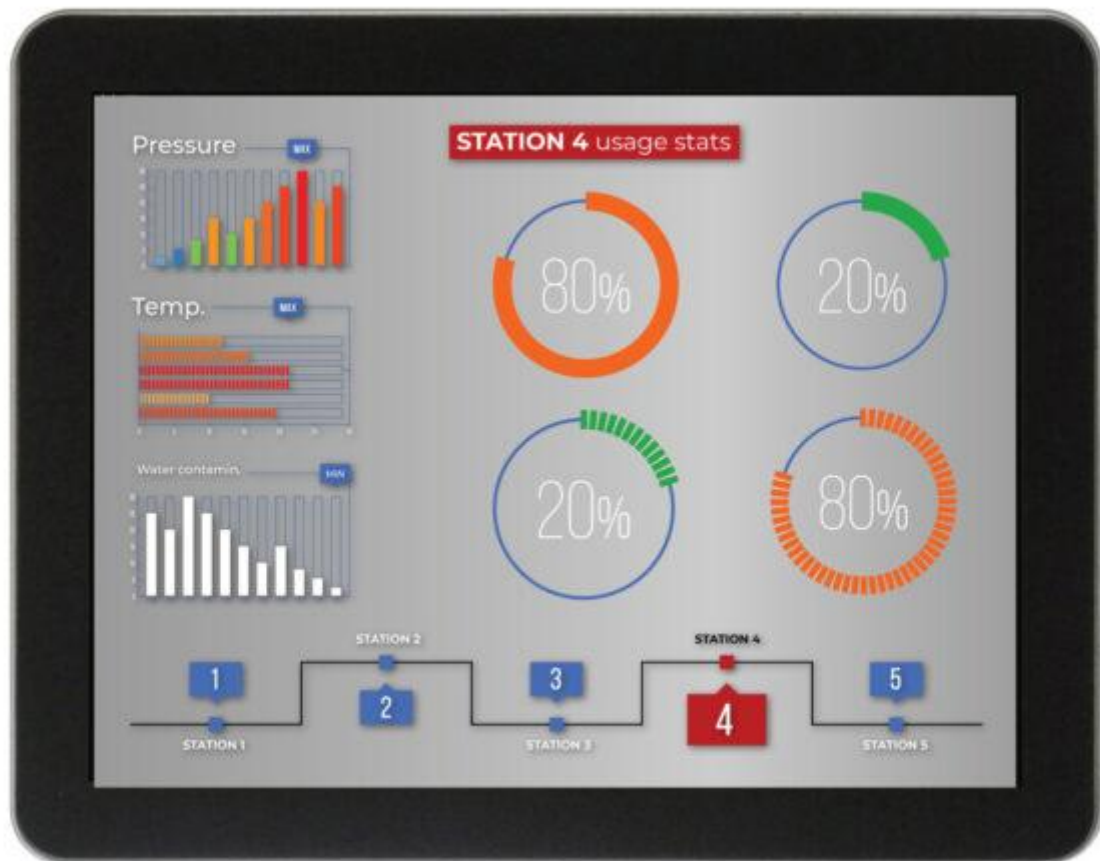 Pressure
MAX
STATION 4 usage stats
80%
20%
Temp.
MAX
20%
80%
Water contamin.
MIN
STATION 2
STATION 4
1
3
5
2
4
STATION 1
STATION 3
STATION 5